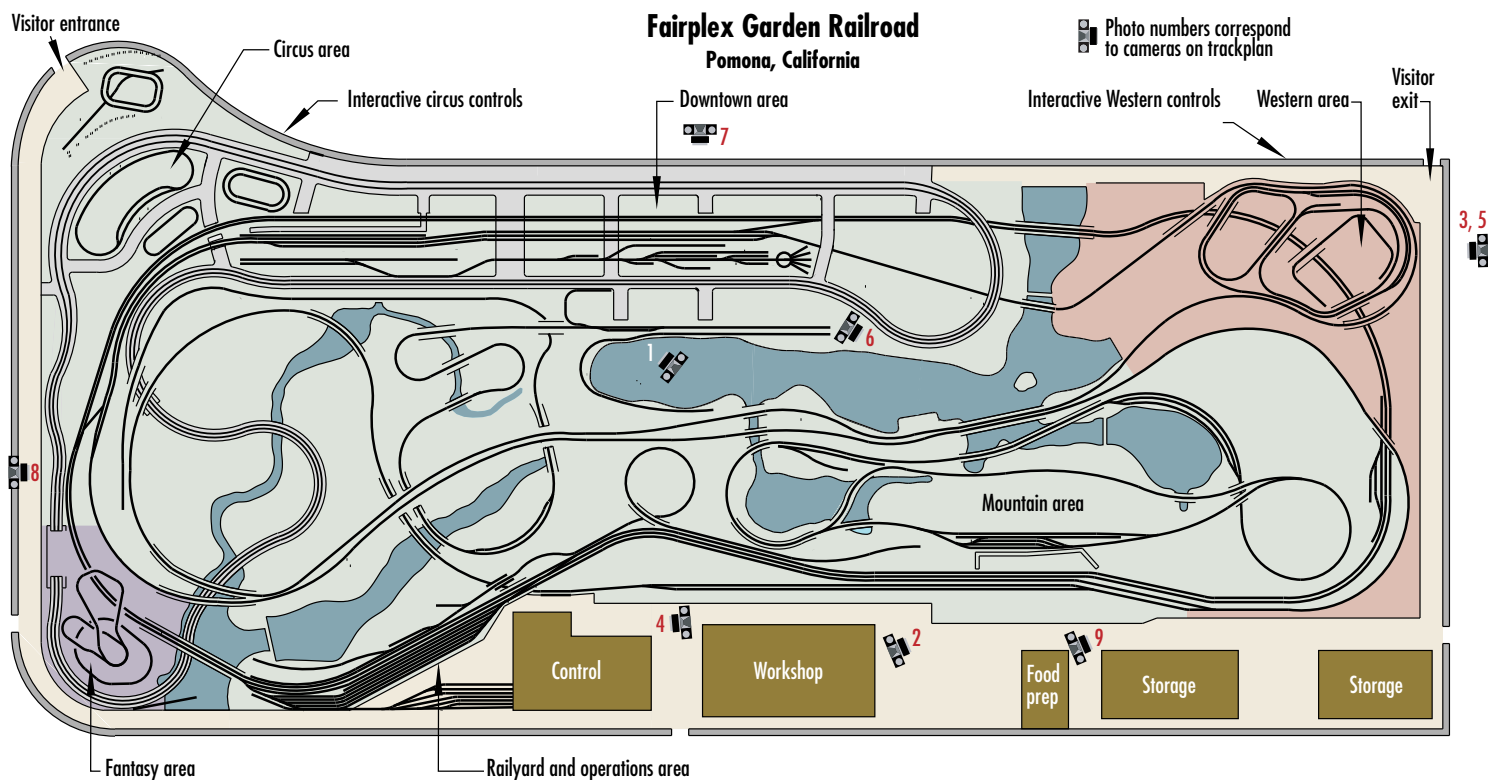 Fairplex Garden Railroad
Pomona, California
Photo numbers correspond
to cameras on trackplan
Visitor entrance
Circus area
Interactive circus controls
Downtown area
Interactive Western controls
Western area
Visitor
exit
7
3, 5
6
1
8
Mountain area
4
2
9
Control
Workshop
Food
prep
Storage
Storage
Fantasy area
Railyard and operations area